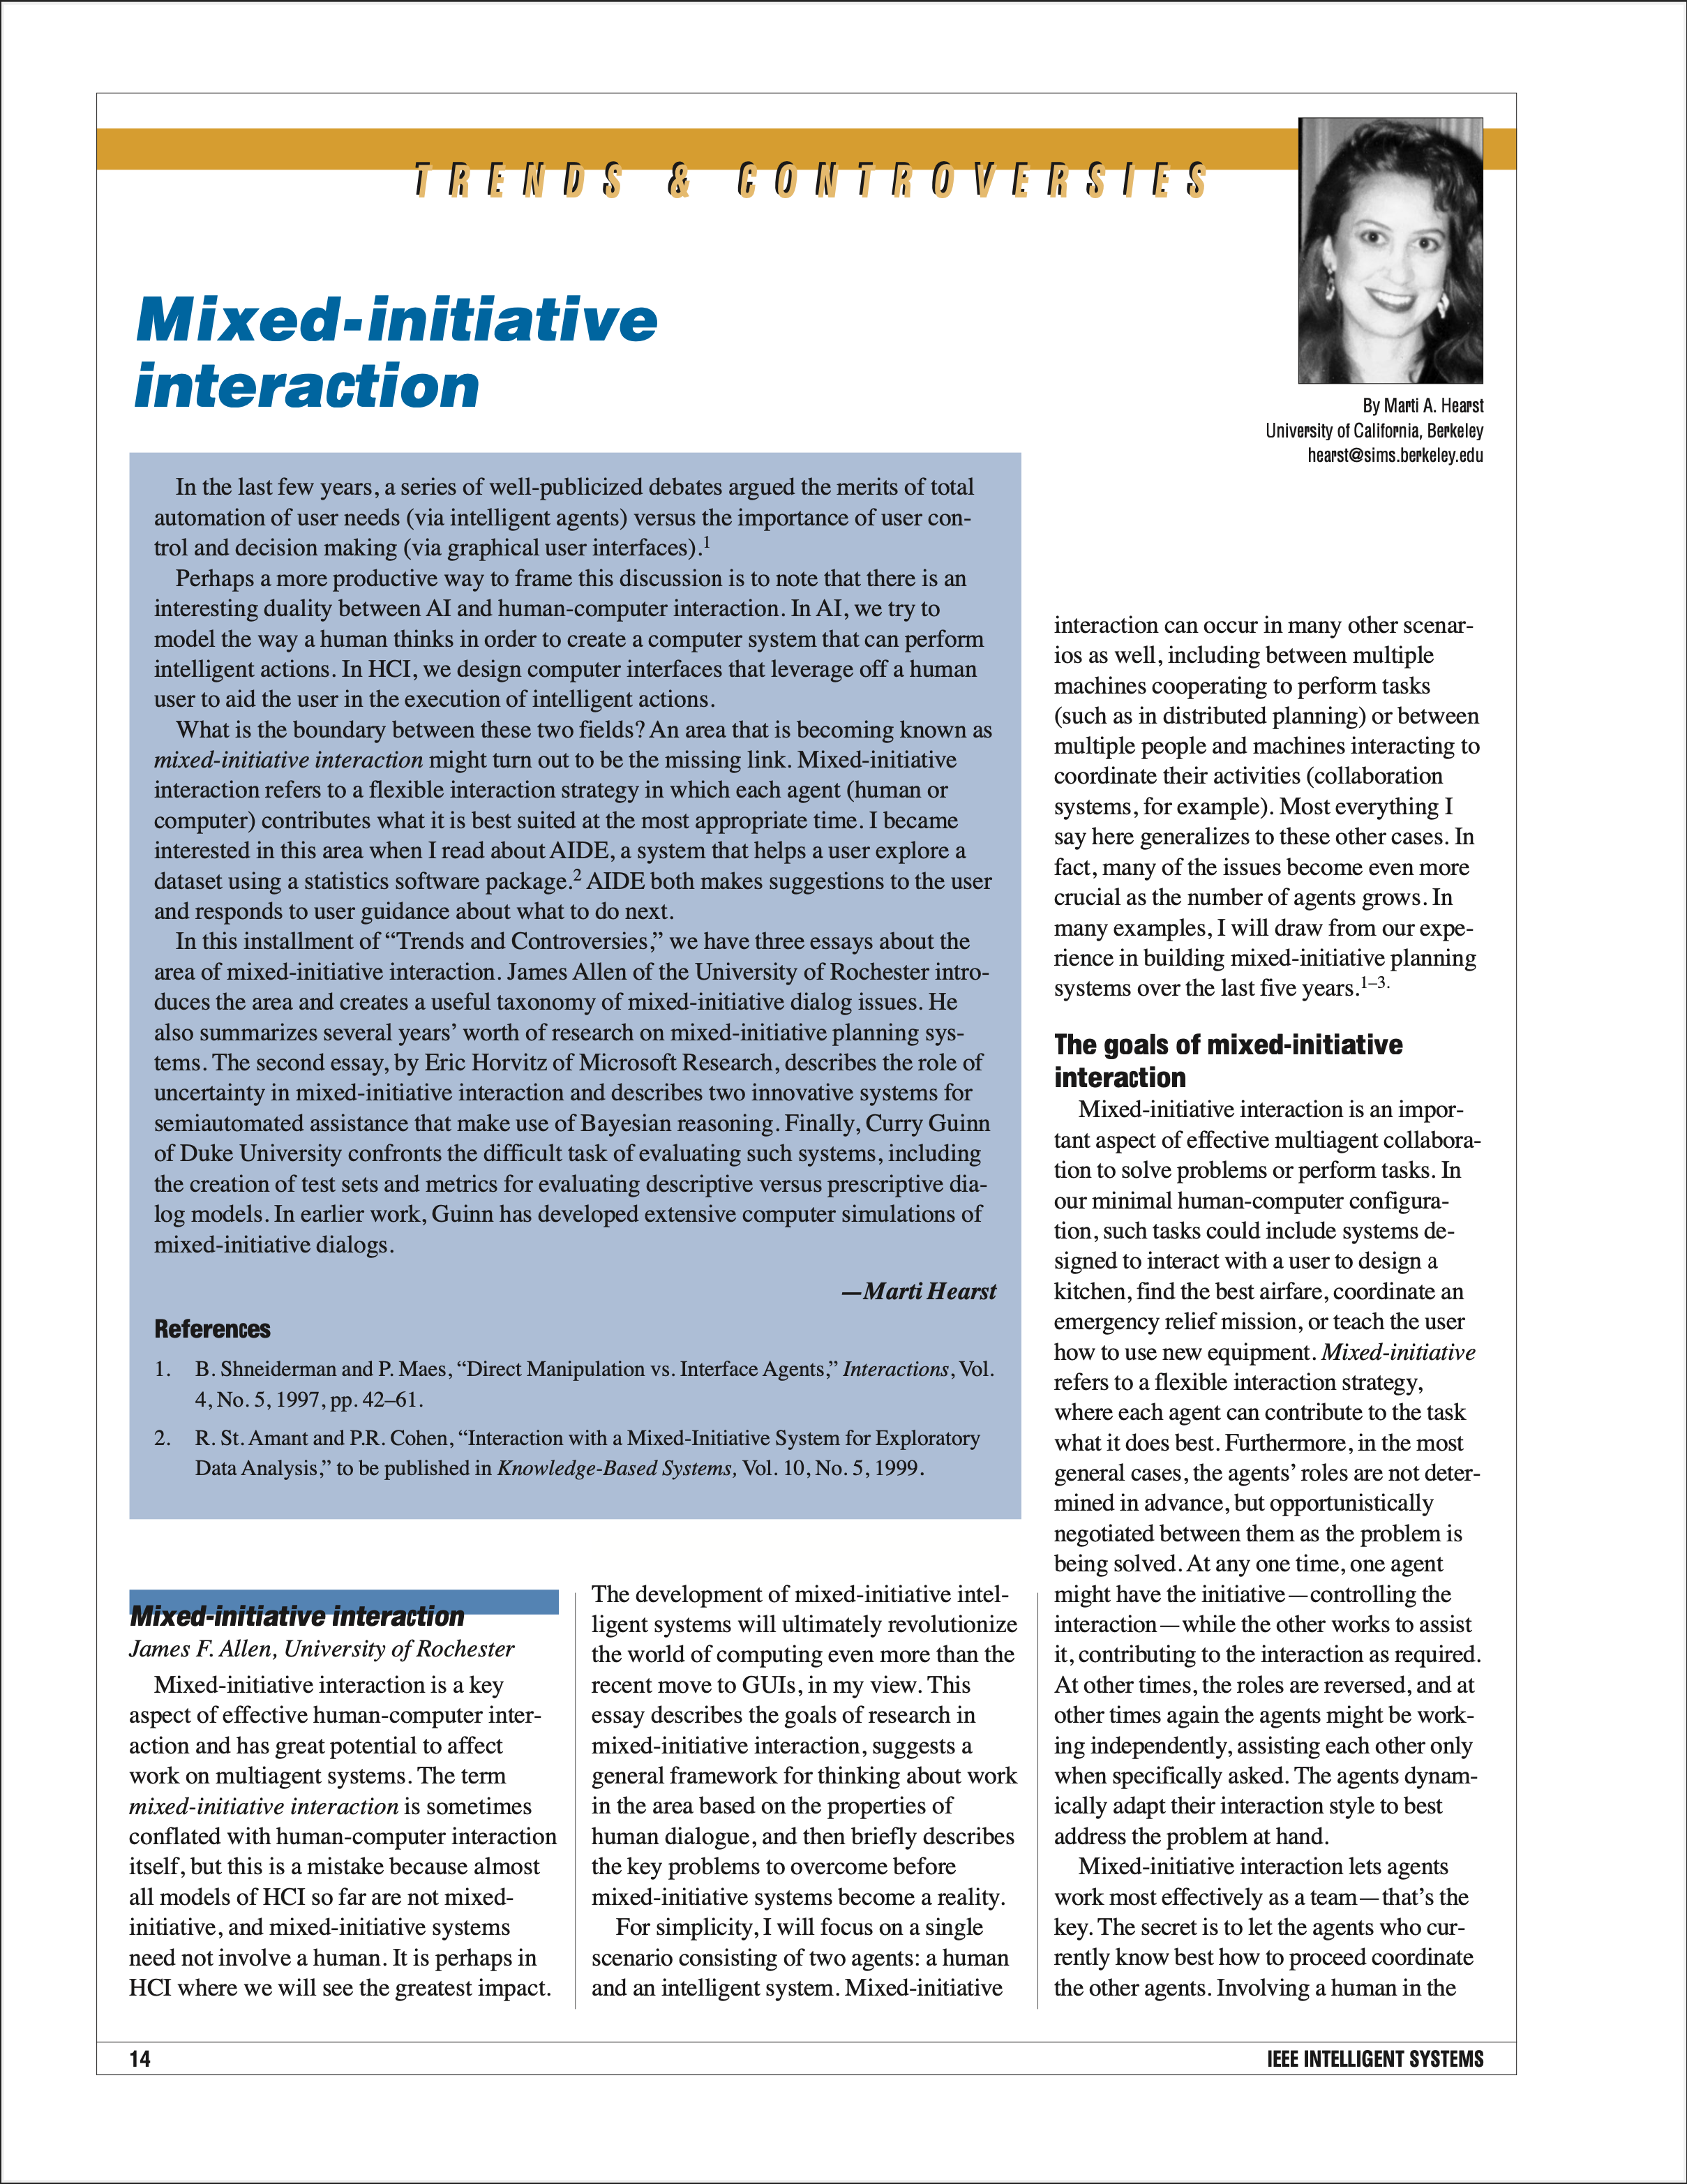 TRENDS & CONTROVERSIES
Mixed-initiative
interaction
By Marti A. Hearst
University of California, Berkeley
hearst@sims.berkeley.edu
In the last few years, a series of well-publicized debates argued the merits of total
automation of user needs (via intelligent agents) versus the importance of user con-
trol and decision making (via graphical user interfaces).1
Perhaps a more productive way to frame this discussion is to note that there is an
interesting duality between AI and human-computer interaction. In AI, we try to
model the way a human thinks in order to create a computer system that can perform
intelligent actions. In HCI, we design computer interfaces that leverage off a human
user to aid the user in the execution of intelligent actions.
What is the boundary between these two fields? An area that is becoming known as
mixed-initiative interaction might turn out to be the missing link. Mixed-initiative
interaction refers to a flexible interaction strategy in which each agent (human or
computer) contributes what it is best suited at the most appropriate time. I became
interested in this area when I read about AIDE, a system that helps a user explore a
dataset using a statistics software package.2 AIDE both makes suggestions to the user
and responds to user guidance about what to do next.
In this installment of “Trends and Controversies,” we have three essays about the
area of mixed-initiative interaction. James Allen of the University of Rochester intro-
duces the area and creates a useful taxonomy of mixed-initiative dialog issues. He
also summarizes several years’ worth of research on mixed-initiative planning sys-
tems. The second essay, by Eric Horvitz of Microsoft Research, describes the role of
uncertainty in mixed-initiative interaction and describes two innovative systems for
semiautomated assistance that make use of Bayesian reasoning. Finally, Curry Guinn
of Duke University confronts the difficult task of evaluating such systems, including
the creation of test sets and metrics for evaluating descriptive versus prescriptive dia-
log models. In earlier work, Guinn has developed extensive computer simulations of
mixed-initiative dialogs.
—Marti Hearst
References
1. B. Shneiderman and P. Maes, “Direct Manipulation vs. Interface Agents,” Interactions, Vol.
4, No. 5, 1997, pp. 42–61.
2. R. St. Amant and P.R. Cohen, “Interaction with a Mixed-Initiative System for Exploratory
Data Analysis,” to be published in Knowledge-Based Systems, Vol. 10, No. 5, 1999.
Mixed-initiative interaction
James F. Allen, University of Rochester
Mixed-initiative interaction is a key
aspect of effective human-computer inter-
action and has great potential to affect
work on multiagent systems. The term
mixed-initiative interaction is sometimes
conflated with human-computer interaction
itself, but this is a mistake because almost
all models of HCI so far are not mixed-
initiative, and mixed-initiative systems
need not involve a human. It is perhaps in
HCI where we will see the greatest impact.
The development of mixed-initiative intel-
ligent systems will ultimately revolutionize
the world of computing even more than the
recent move to GUIs, in my view. This
essay describes the goals of research in
mixed-initiative interaction, suggests a
general framework for thinking about work
in the area based on the properties of
human dialogue, and then briefly describes
the key problems to overcome before
mixed-initiative systems become a reality.
For simplicity, I will focus on a single
scenario consisting of two agents: a human
and an intelligent system. Mixed-initiative
interaction can occur in many other scenar-
ios as well, including between multiple
machines cooperating to perform tasks
(such as in distributed planning) or between
multiple people and machines interacting to
coordinate their activities (collaboration
systems, for example). Most everything I
say here generalizes to these other cases. In
fact, many of the issues become even more
crucial as the number of agents grows. In
many examples, I will draw from our expe-
rience in building mixed-initiative planning
systems over the last five years.1–3.
The goals of mixed-initiative
interaction
Mixed-initiative interaction is an impor-
tant aspect of effective multiagent collabora-
tion to solve problems or perform tasks. In
our minimal human-computer configura-
tion, such tasks could include systems de-
signed to interact with a user to design a
kitchen, find the best airfare, coordinate an
emergency relief mission, or teach the user
how to use new equipment. Mixed-initiative
refers to a flexible interaction strategy,
where each agent can contribute to the task
what it does best. Furthermore, in the most
general cases, the agents’ roles are not deter-
mined in advance, but opportunistically
negotiated between them as the problem is
being solved. At any one time, one agent
might have the initiative—controlling the
interaction—while the other works to assist
it, contributing to the interaction as required.
At other times, the roles are reversed, and at
other times again the agents might be work-
ing independently, assisting each other only
when specifically asked. The agents dynam-
ically adapt their interaction style to best
address the problem at hand.
Mixed-initiative interaction lets agents
work most effectively as a team—that’s the
key. The secret is to let the agents who cur-
rently know best how to proceed coordinate
the other agents. Involving a human in the
14
IEEE INTELLIGENT SYSTEMS